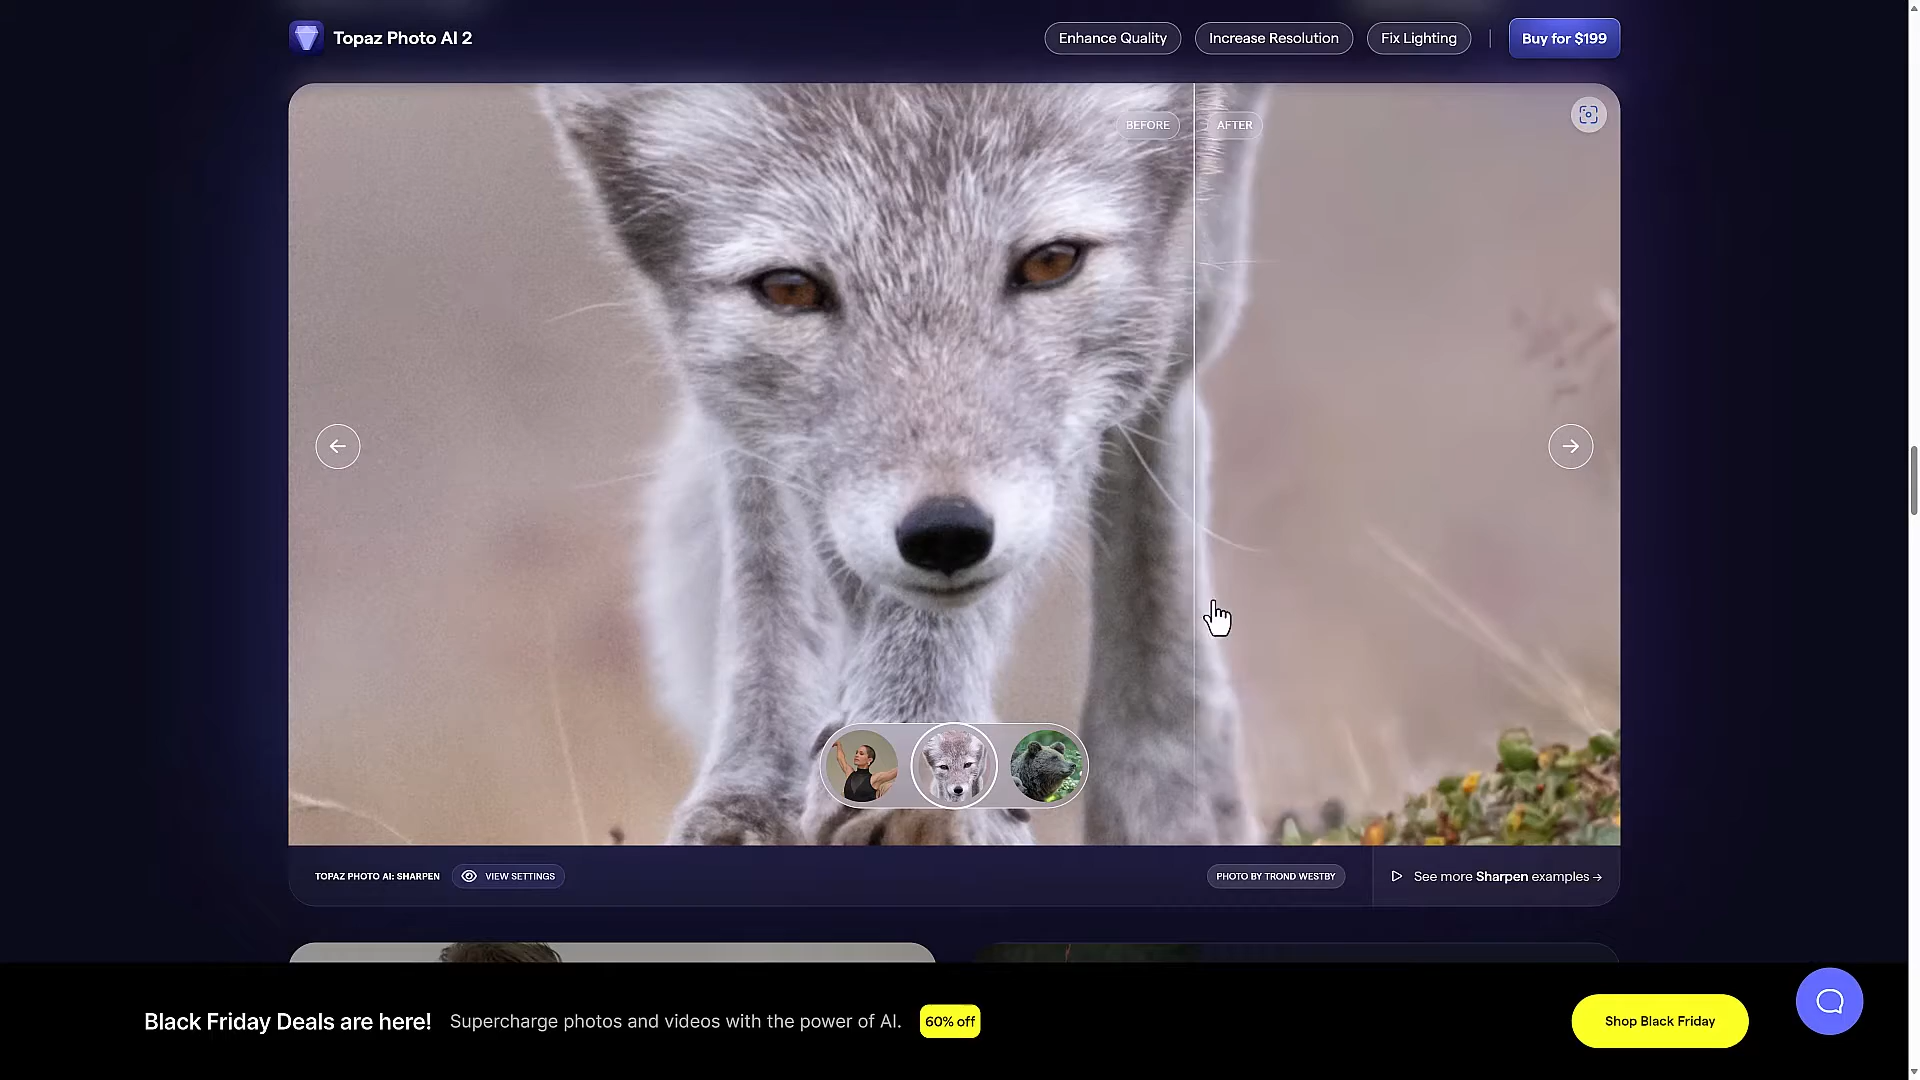 Topaz Photo AI 2
Enhance Quality
Increase Resolution
Fix Lighting
Buy for $199
BEFORE
AFTER
TOPAZ PHOTO AI: SHARPEN
VIEW SETTINGS
PHOTO BY TROND WESTBY
See more Sharpen examples →
Black Friday Deals are here!
Supercharge photos and videos with the power of AI.
60% off
Shop Black Friday